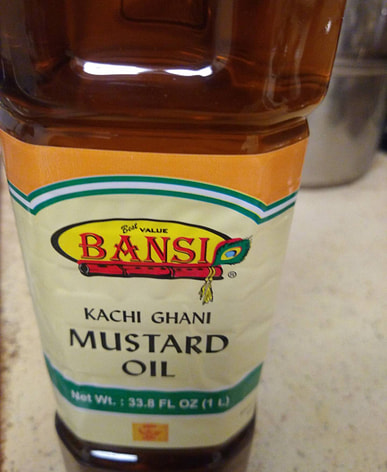 Best VALUE
BANSI
®
KACHI GHANI
MUSTARD
OIL
Net Wt. : 33.8 FL OZ (1 L)